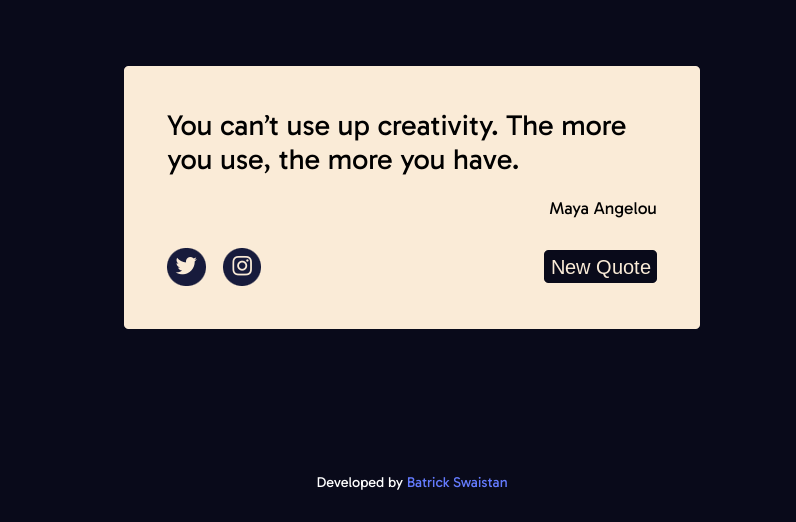 You can’t use up creativity. The more
you use, the more you have.
Maya Angelou
New Quote
Developed by Batrick Swaistan